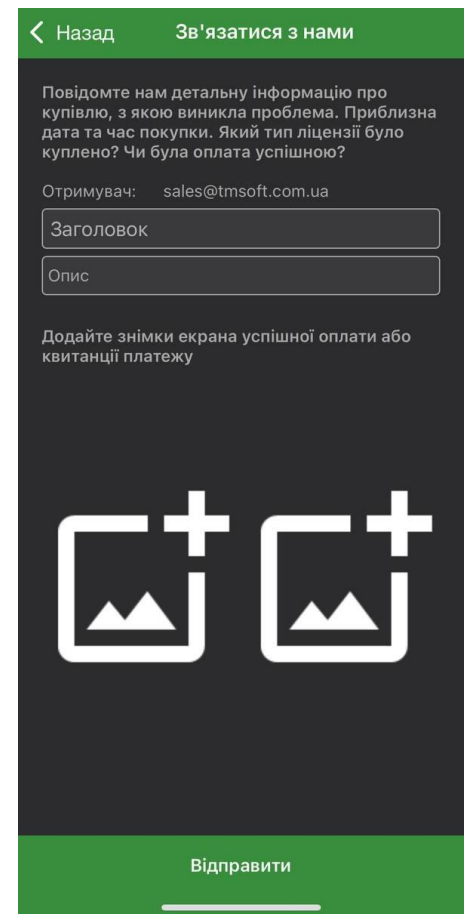 Назад
Зв'язатися з нами
Повідомте нам детальну інформацію про
купівлю, з якою виникла проблема. Приблизна
дата та час покупки. Який тип ліцензії було
куплено? Чи була оплата успішною?
Отримувач: sales@tmsoft.com.ua
Заголовок
Опис
Додайте знімки екрана успішної оплати або
квитанції платежу
Відправити